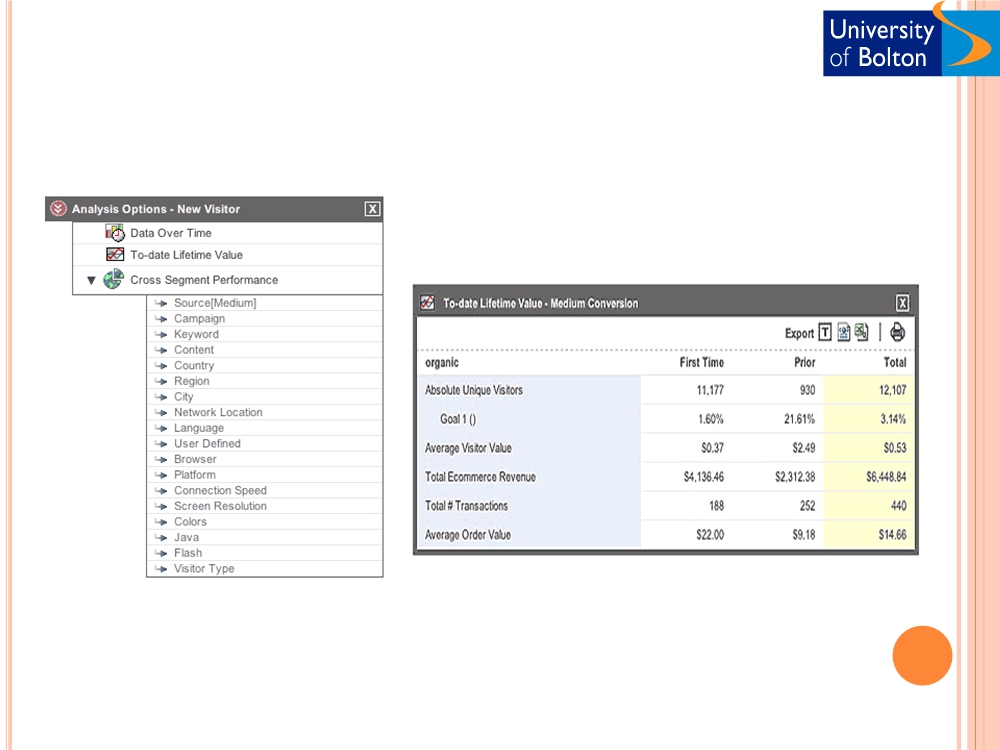 University
of Bolton
Analysis Options - New Visitor X
Data Over Time
To-date Lifetime Value
Cross Segment Performance
Source[Medium]
Campaign
Keyword
Content
Country
Region
City
Network Location
Language
User Defined
Browser
Platform
Connection Speed
Screen Resolution
Colors
Java
Flash
Visitor Type
To-date Lifetime Value - Medium Conversion X
Export T
organic First Time Prior Total
Absolute Unique Visitors 11,177 930 12,107
Goal 1 () 1.60% 21.61% 3.14%
Average Visitor Value $0.37 $2.49 $0.53
Total Ecommerce Revenue $4,136.46 $2,312.38 $6,448.84
Total # Transactions 188 252 440
Average Order Value $22.00 $9.18 $14.66